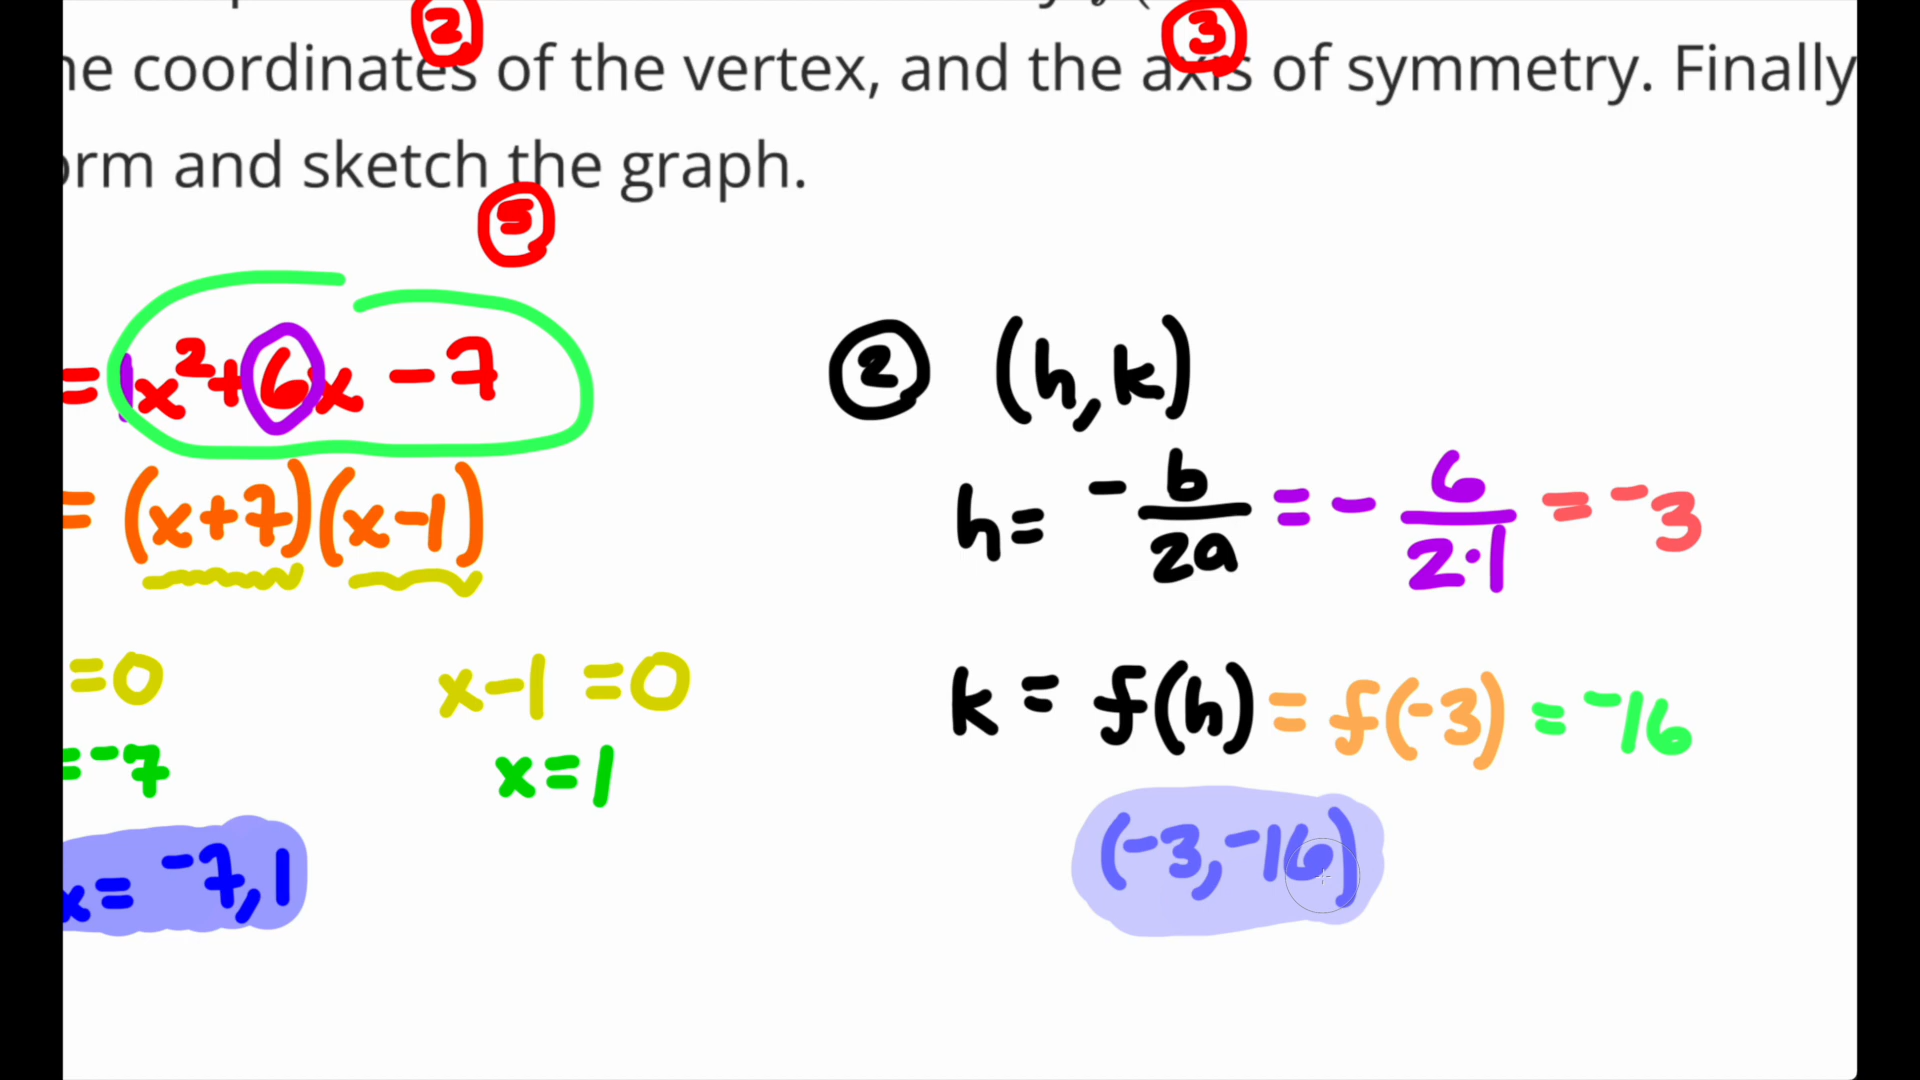 ② ③
he coordinates of the vertex, and the axis of symmetry. Finally
orm and sketch the graph.
⑤
= 1x²+6x -7
= (x+7)(x-1)
=0 x-1 =0
=-7 x=1
x= -7,1
② (h,k)
h= - b/2a = - 6/2·1 = -3
k = f(h) = f(-3) = -16
(-3,-16)